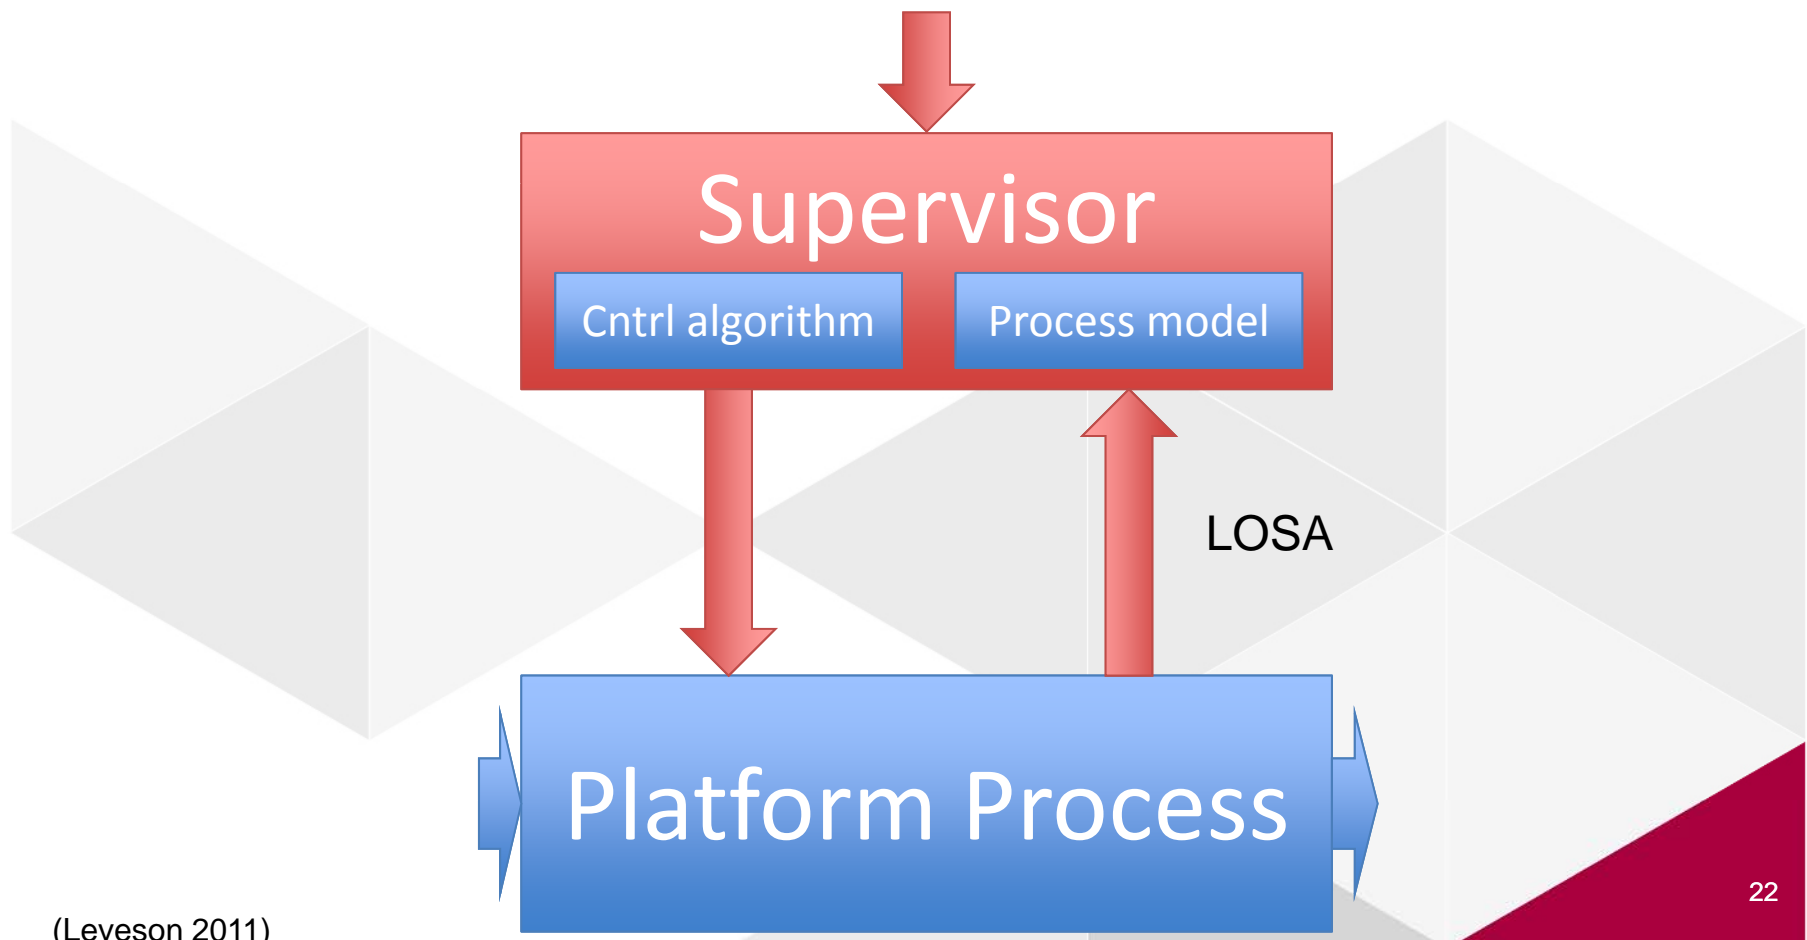 Supervisor
Cntrl algorithm
Process model
LOSA
Platform Process
22
(Leveson 2011)